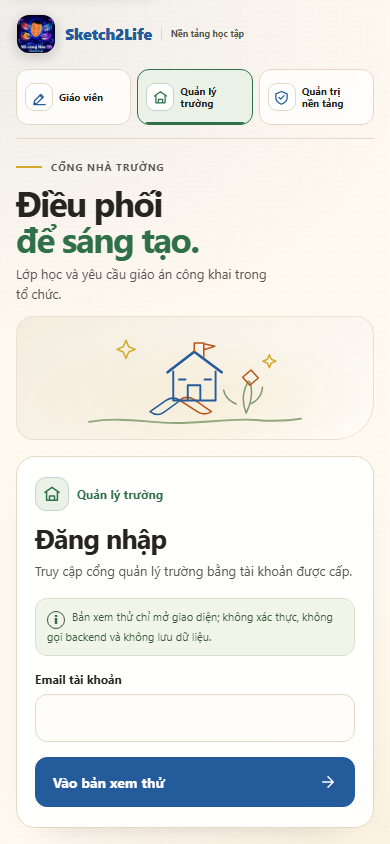 Sketch2Life
Nền tảng học tập
Giáo viên
Quản lý
trường
Quản trị
nền tảng
CỔNG NHÀ TRƯỜNG
Điều phối
để sáng tạo.
Lớp học và yêu cầu giáo án công khai trong
tổ chức.
Quản lý trường
Đăng nhập
Truy cập cổng quản lý trường bằng tài khoản được cấp.
Bản xem thử chỉ mở giao diện; không xác thực, không
gọi backend và không lưu dữ liệu.
Email tài khoản
Vào bản xem thử